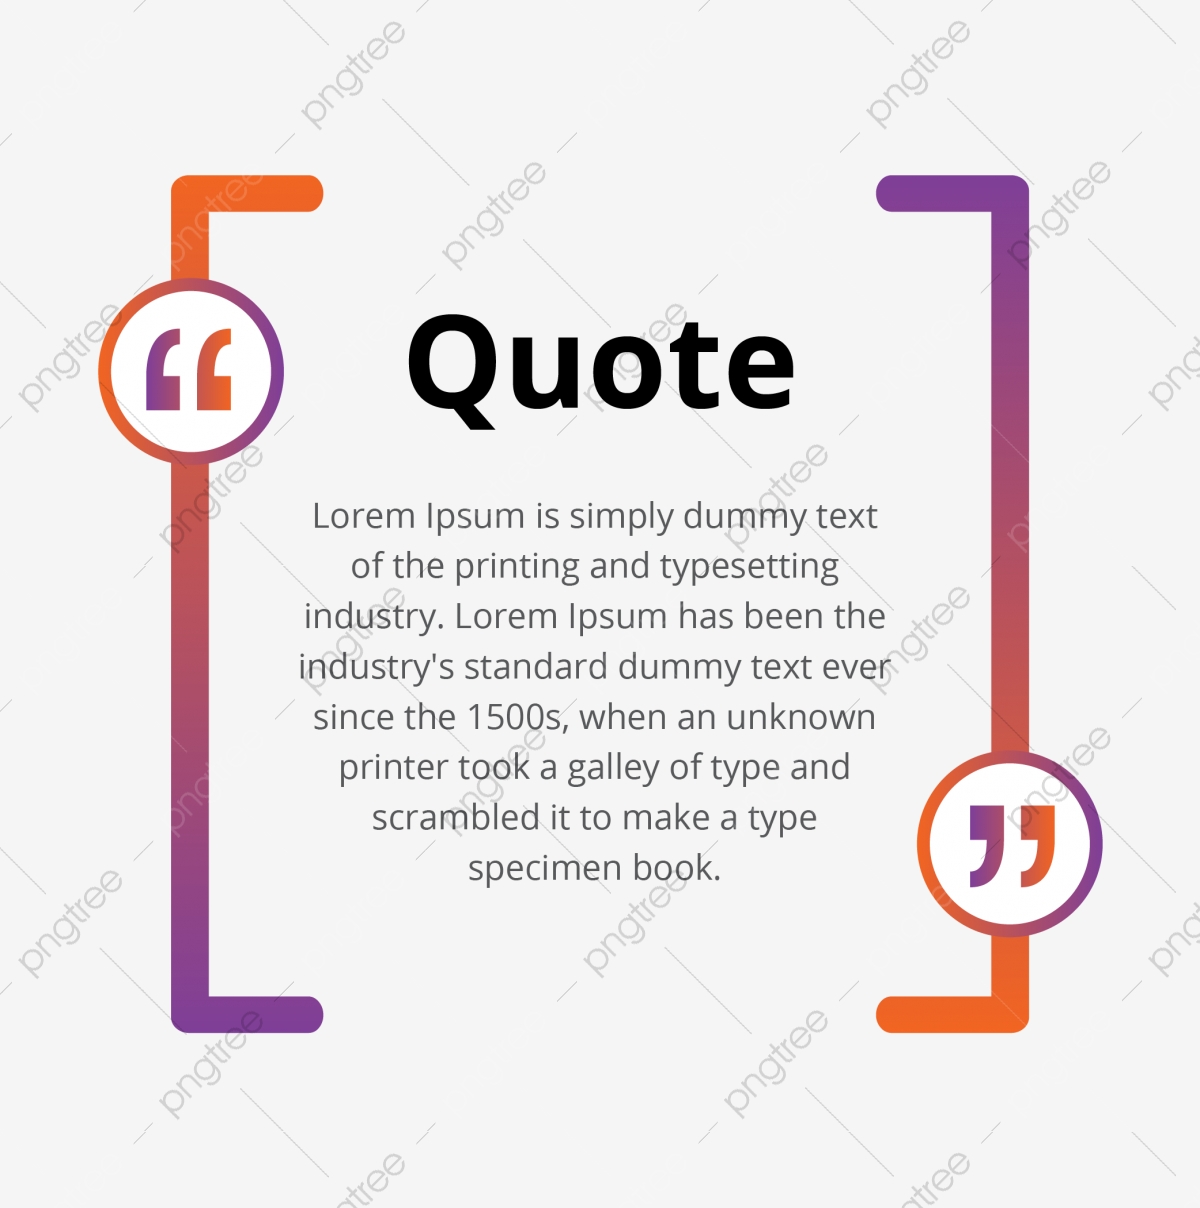 “
Quote
Lorem Ipsum is simply dummy text
of the printing and typesetting
industry. Lorem Ipsum has been the
industry's standard dummy text ever
since the 1500s, when an unknown
printer took a galley of type and
scrambled it to make a type
specimen book.
”
pngtree